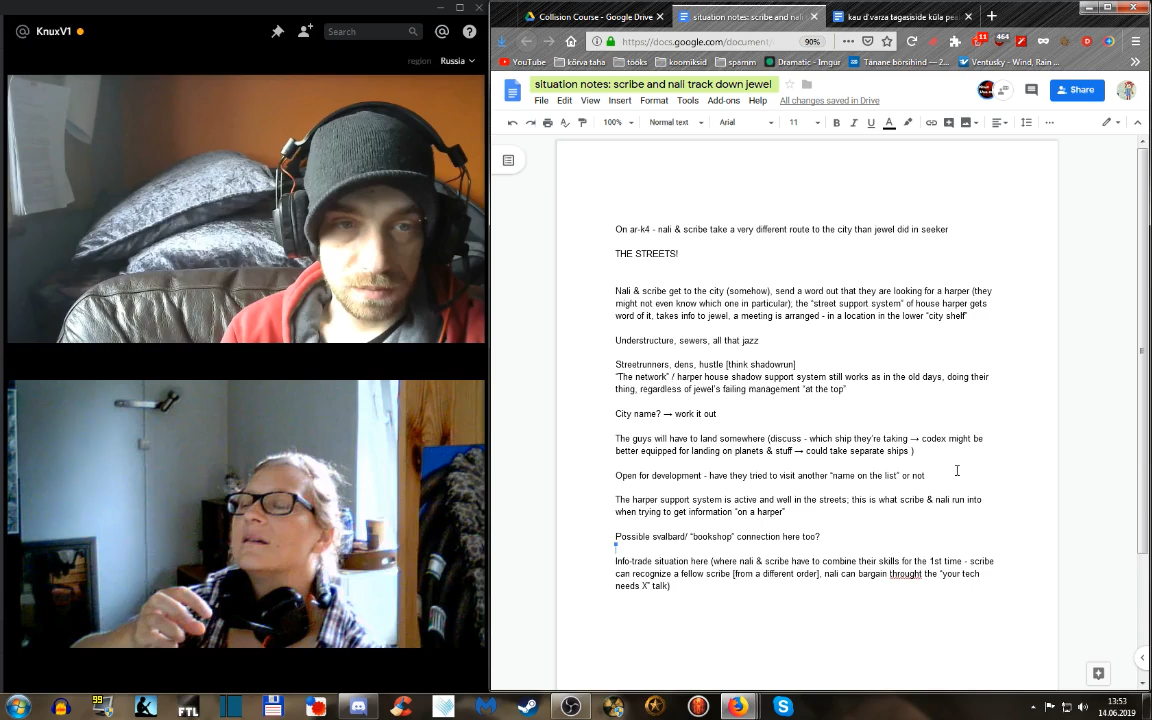 KnuxV1
Search
region
Russia
Collision Course - Google Drive
situation notes: scribe and nali
kau d'varza tagasiside küla pea
https://docs.google.com/document/
90%
11
464
YouTube
kõrva taha
tööks
koomiksid
spämm
Dramatic - Imgur
Tänane börsihind — 2...
Ventusky - Wind, Rain ...
situation notes: scribe and nali track down jewel
File Edit View Insert Format Tools Add-ons Help
All changes saved in Drive
Share
100%
Normal text
Arial
11
B I U A
On ar-k4 - nali & scribe take a very different route to the city than jewel did in seeker
THE STREETS!
Nali & scribe get to the city (somehow), send a word out that they are looking for a harper (they
might not even know which one in particular); the “street support system” of house harper gets
word of it, takes info to jewel, a meeting is arranged - in a location in the lower “city shelf”
Understructure, sewers, all that jazz
Streetrunners, dens, hustle [think shadowrun]
“The network” / harper house shadow support system still works as in the old days, doing their
thing, regardless of jewel’s failing management “at the top”
City name? → work it out
The guys will have to land somewhere (discuss - which ship they’re taking → codex might be
better equipped for landing on planets & stuff → could take separate ships )
Open for development - have they tried to visit another “name on the list” or not
The harper support system is active and well in the streets; this is what scribe & nali run into
when trying to get information “on a harper”
Possible svalbard/ “bookshop” connection here too?
Info-trade situation here (where nali & scribe have to combine their skills for the 1st time - scribe
can recognize a fellow scribe [from a different order], nali can bargain throught the “your tech
needs X” talk)
99
FTL
13:53
14.06.2019